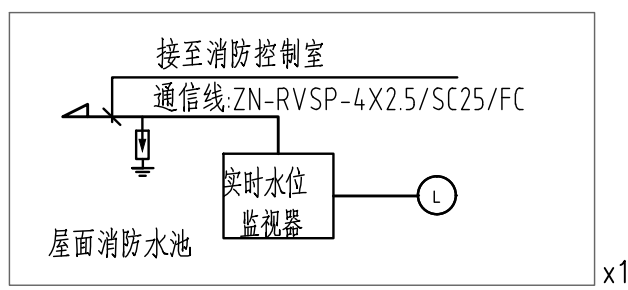 接至消防控制室
通信线:ZN-RVSP-4X2.5/SC25/FC
实时水位
监视器
L
屋面消防水池
x1